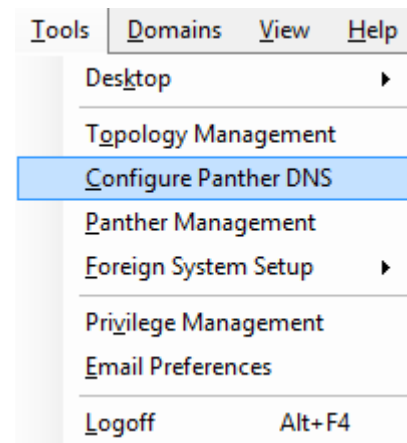 Tools Domains View Help
Desktop
Topology Management
Configure Panther DNS
Panther Management
Foreign System Setup
Privilege Management
Email Preferences
Logoff Alt+F4